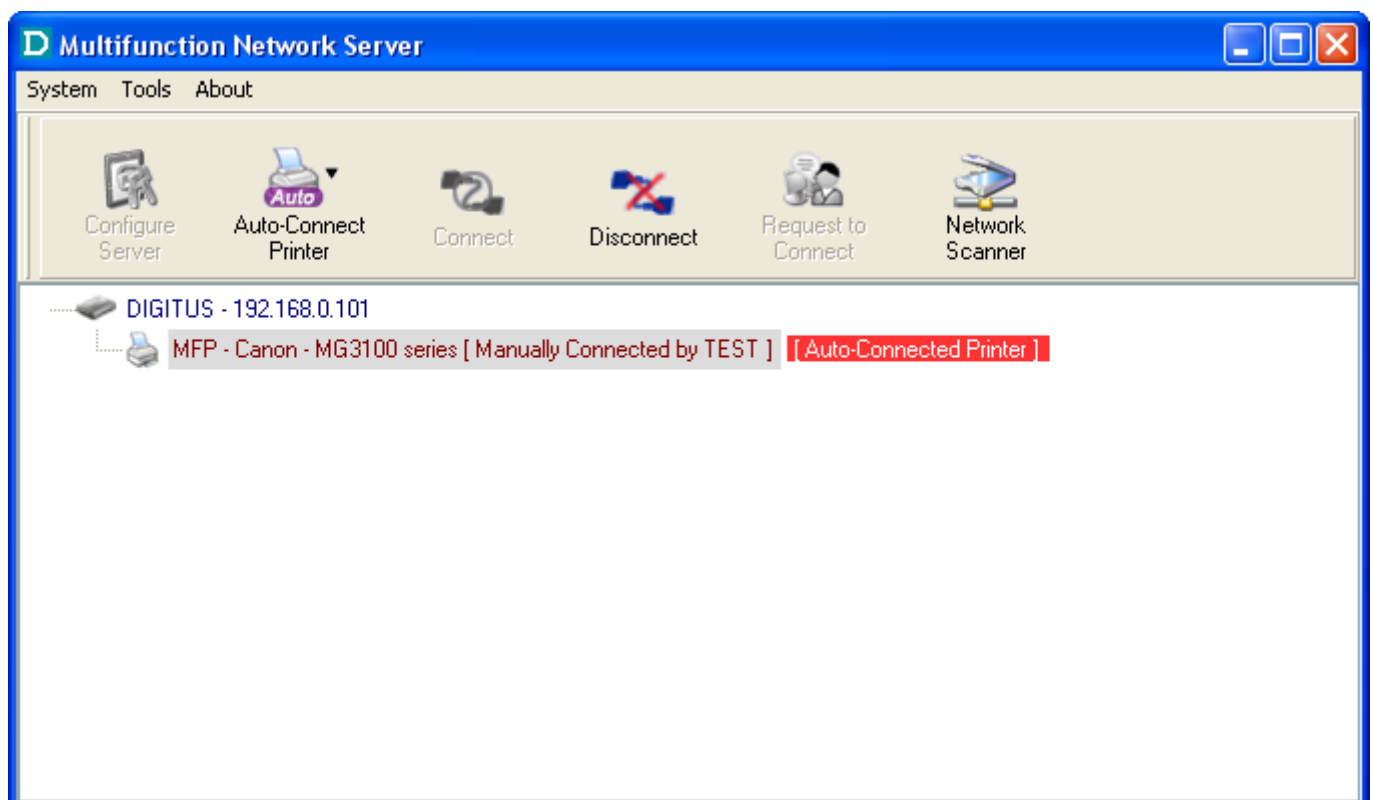 D Multifunction Network Server
System Tools About
Auto
Configure Server
Auto-Connect Printer
Connect
Disconnect
Request to Connect
Network Scanner
DIGITUS - 192.168.0.101
MFP - Canon - MG3100 series [ Manually Connected by TEST ] [ Auto-Connected Printer ]